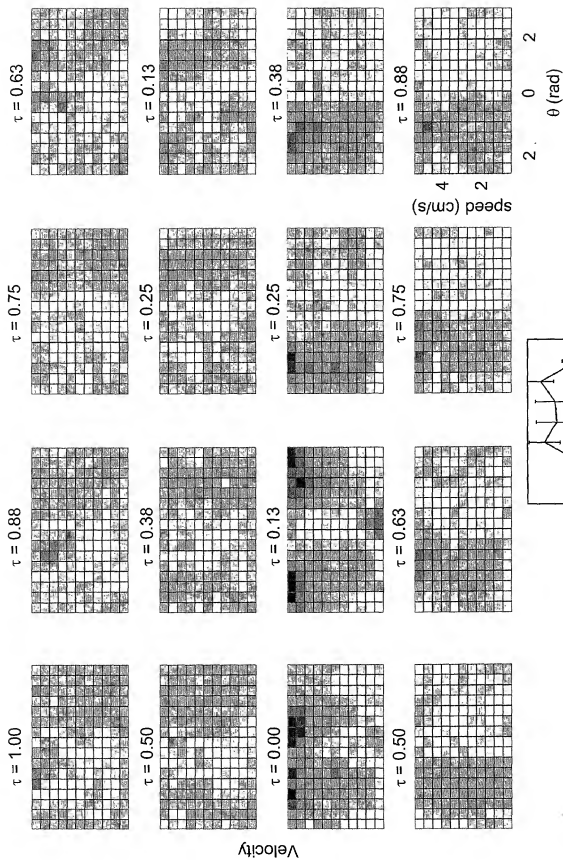 Velocity
τ = 1.00 τ = 0.88 τ = 0.75 τ = 0.63
τ = 0.50 τ = 0.38 τ = 0.25 τ = 0.13
τ = 0.00 τ = 0.13 τ = 0.25 τ = 0.38
τ = 0.50 τ = 0.63 τ = 0.75 τ = 0.88
speed (cm/s)
4
2
2 0 2
θ (rad)